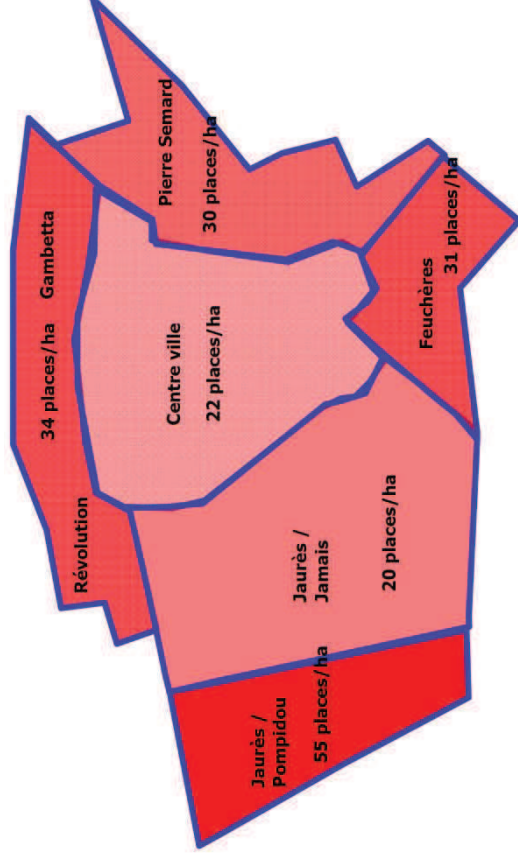 Révolution
34 places/ha
Gambetta
Pierre Semard
30 places/ha
Centre ville
22 places/ha
Jaurès /
Jamais
20 places/ha
Feuchères
31 places/ha
Jaurès /
Pompidou
55 places/ha